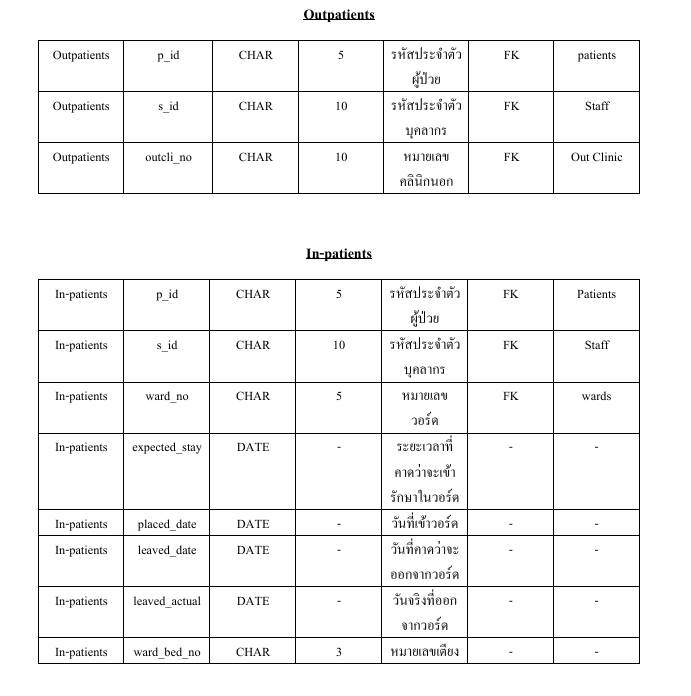 Outpatients
Outpatients p_id CHAR 5 รหัสประจำตัว FK patients
ผู้ป่วย
Outpatients s_id CHAR 10 รหัสประจำตัว FK Staff
บุคลากร
Outpatients outcli_no CHAR 10 หมายเลข FK Out Clinic
คลินิกนอก
In-patients
In-patients p_id CHAR 5 รหัสประจำตัว FK Patients
ผู้ป่วย
In-patients s_id CHAR 10 รหัสประจำตัว FK Staff
บุคลากร
In-patients ward_no CHAR 5 หมายเลข FK wards
วอร์ด
In-patients expected_stay DATE - ระยะเวลาที่ - -
คาดว่าจะเข้า
รักษาในวอร์ด
In-patients placed_date DATE - วันที่เข้าวอร์ด - -
In-patients leaved_date DATE - วันที่คาดว่าจะ - -
ออกจากวอร์ด
In-patients leaved_actual DATE - วันจริงที่ออก - -
จากวอร์ด
In-patients ward_bed_no CHAR 3 หมายเลขเตียง - -